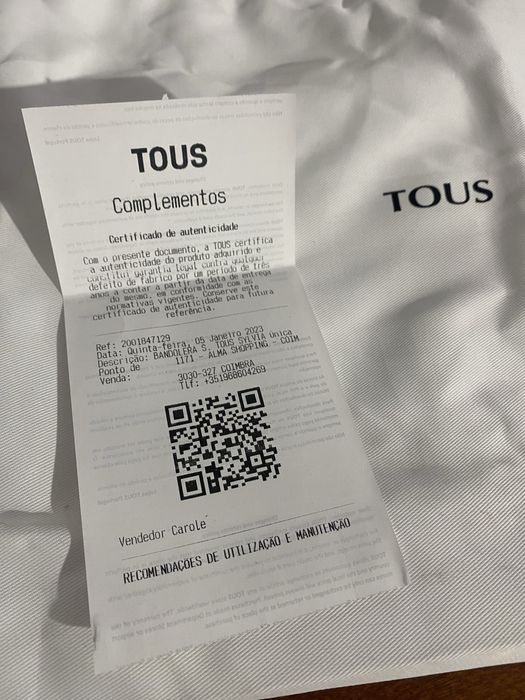 TOUS
Complementos
Certificado de autenticidade
Com o presente documento, a TOUS certifica
a autenticidade do produto adquirido e
constitui garantia legal contra qualquer
defeito de fabrico por um período de três
anos a contar a partir da data de entrega
do mesmo, em conformidade com as
normativas vigentes. Conserve este
certificado de autenticidade para futura
referência.
Ref: 2001847129
Data: Quinta-feira, 05 Janeiro 2023
Descrição: BANDOLERA S. TOUS SYLVIA Única
Ponto de 1171 - ALMA SHOPPING - COIM
Venda:
3030-327 COIMBRA
Tlf: +351968604269
Vendedor Carole
RECOMENDAÇÕES DE UTILIZAÇÃO E MANUTENÇÃO
TOUS